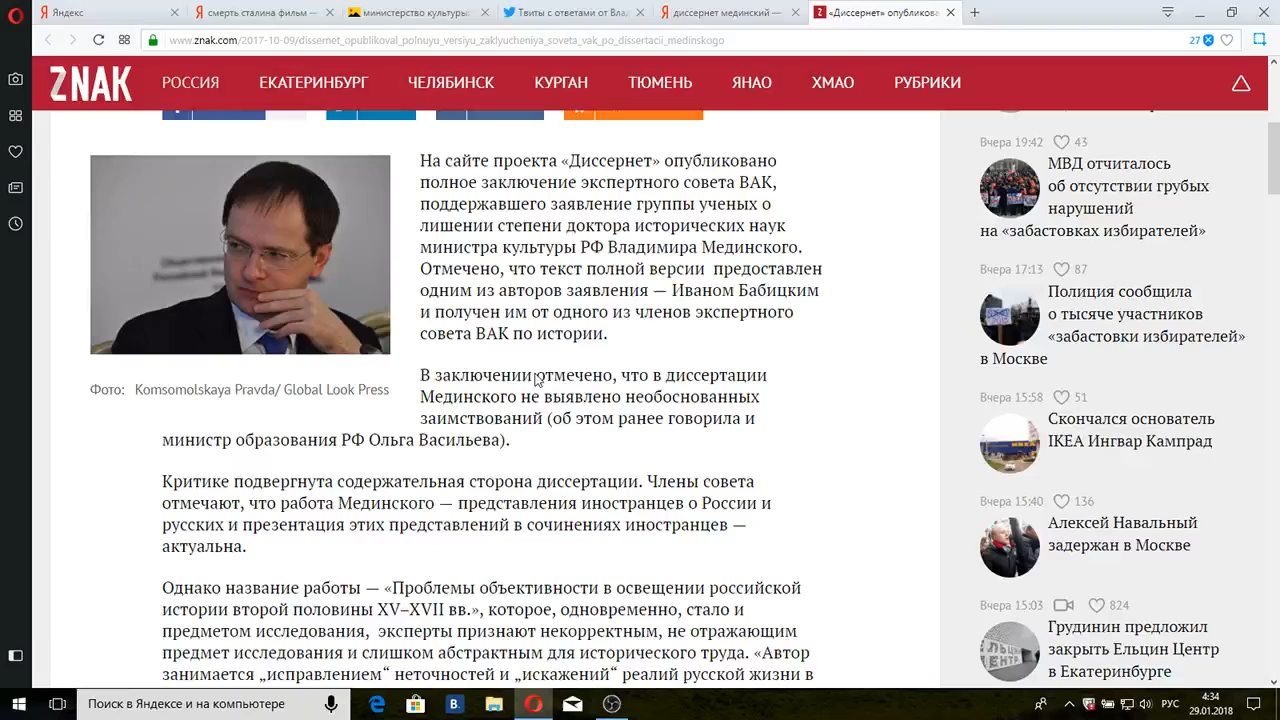 Яндекс
смерть сталина фильм —
министерство культуры
Твиты с ответами от Вла
диссернет мединский —
«Диссернет» опубликова
www.znak.com/2017-10-09/dissernet_opublikoval_polnuyu_versiyu_zaklyucheniya_soveta_vak_po_dissertacii_medinskogo
27
ZNAK
РОССИЯ ЕКАТЕРИНБУРГ ЧЕЛЯБИНСК КУРГАН ТЮМЕНЬ ЯНАО ХМАО РУБРИКИ
На сайте проекта «Диссернет» опубликовано
полное заключение экспертного совета ВАК,
поддержавшего заявление группы ученых о
лишении степени доктора исторических наук
министра культуры РФ Владимира Мединского.
Отмечено, что текст полной версии предоставлен
одним из авторов заявления — Иваном Бабицким
и получен им от одного из членов экспертного
совета ВАК по истории.
Фото: Komsomolskaya Pravda/ Global Look Press
В заключении отмечено, что в диссертации
Мединского не выявлено необоснованных
заимствований (об этом ранее говорила и
министр образования РФ Ольга Васильева).
Критике подвергнута содержательная сторона диссертации. Члены совета
отмечают, что работа Мединского — представления иностранцев о России и
русских и презентация этих представлений в сочинениях иностранцев —
актуальна.
Однако название работы — «Проблемы объективности в освещении российской
истории второй половины XV–XVII вв.», которое, одновременно, стало и
предметом исследования, эксперты признают некорректным, не отражающим
предмет исследования и слишком абстрактным для исторического труда. «Автор
занимается „исправлением“ неточностей и „искажений“ реалий русской жизни в
Вчера 19:42 43
МВД отчиталось
об отсутствии грубых
нарушений
на «забастовках избирателей»
Вчера 17:13 87
Полиция сообщила
о тысяче участников
«забастовки избирателей»
в Москве
Вчера 15:58 51
Скончался основатель
IKEA Ингвар Кампрад
Вчера 15:40 136
Алексей Навальный
задержан в Москве
Вчера 15:03 824
Грудинин предложил
закрыть Ельцин Центр
в Екатеринбурге
Поиск в Яндексе и на компьютере
РУС
4:34
29.01.2018